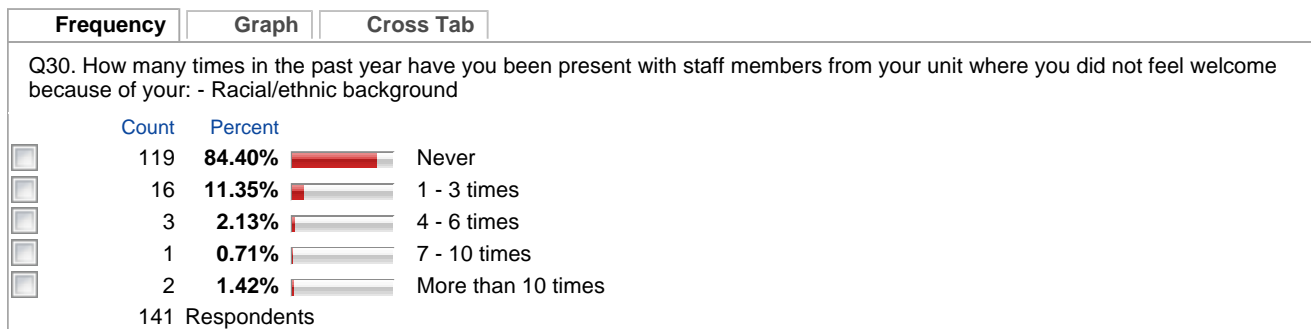 Frequency Graph Cross Tab
Q30. How many times in the past year have you been present with staff members from your unit where you did not feel welcome
because of your: - Racial/ethnic background
Count Percent
119 84.40% Never
16 11.35% 1 - 3 times
3 2.13% 4 - 6 times
1 0.71% 7 - 10 times
2 1.42% More than 10 times
141 Respondents